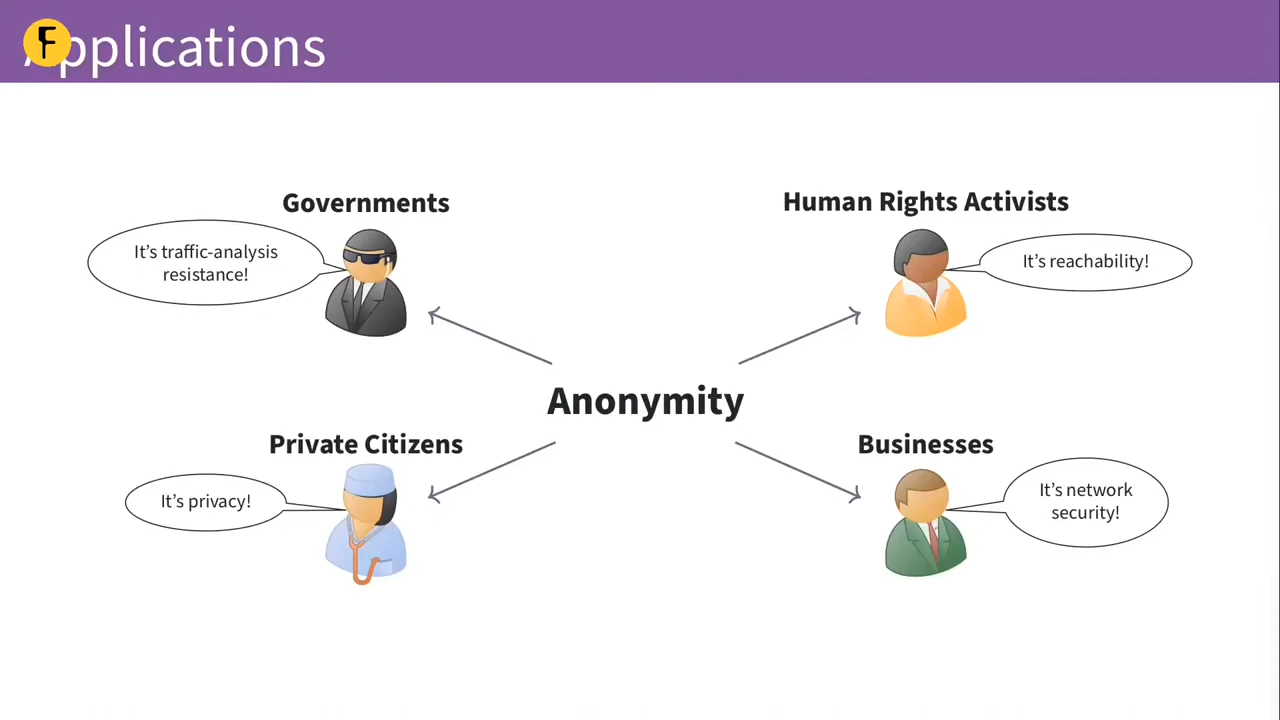 Applications
Governments
It's traffic-analysis
resistance!
Human Rights Activists
It's reachability!
Anonymity
Private Citizens
It's privacy!
Businesses
It's network
security!